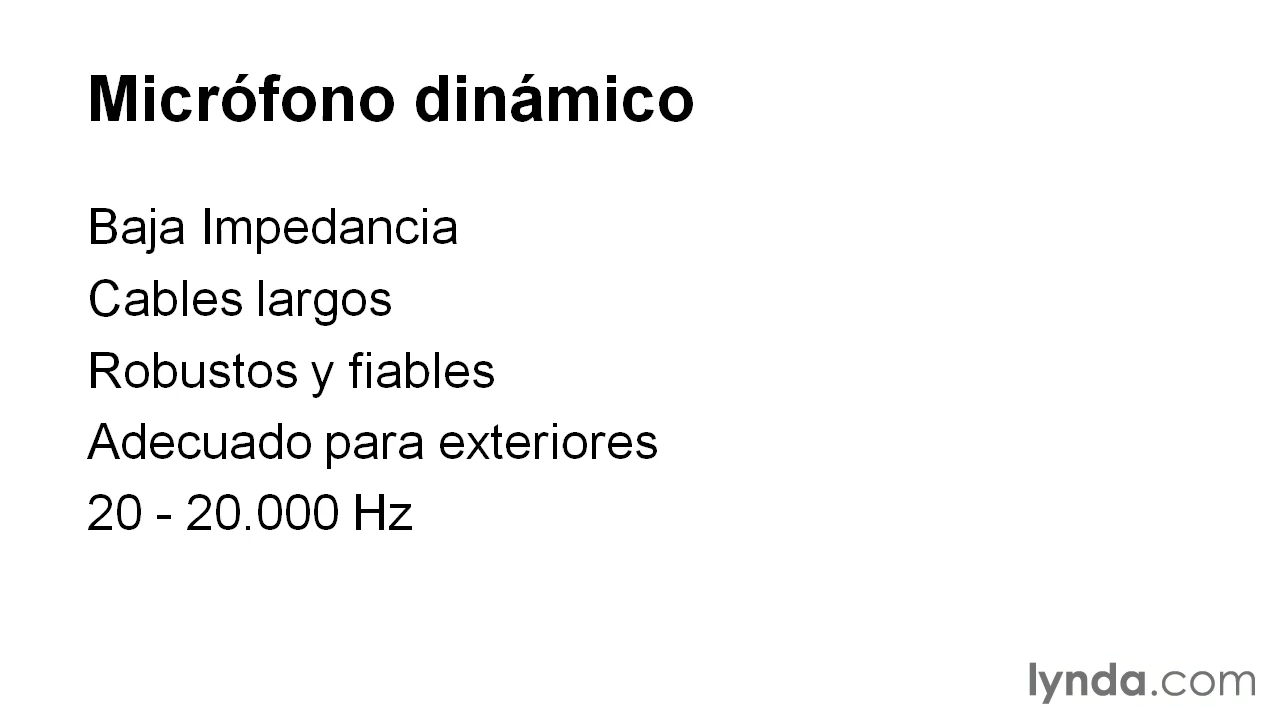 Micrófono dinámico
Baja Impedancia
Cables largos
Robustos y fiables
Adecuado para exteriores
20 - 20.000 Hz
lynda.com